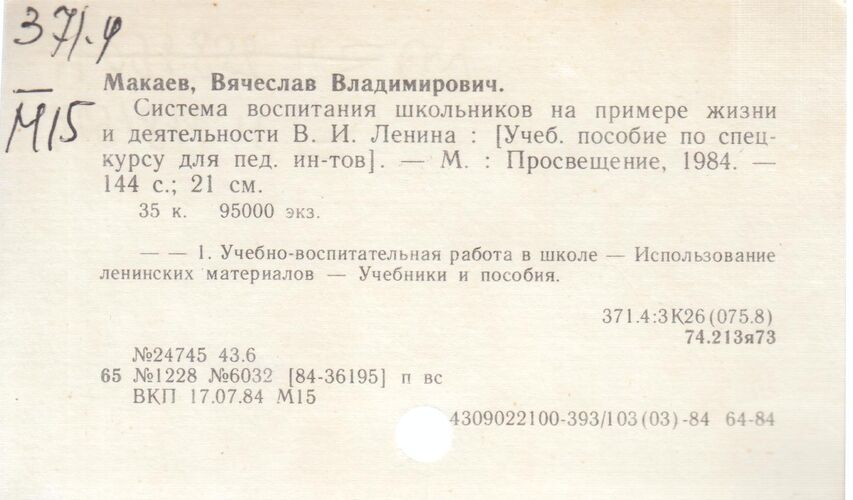 371.4
М15
Макаев, Вячеслав Владимирович.
Система воспитания школьников на примере жизни
и деятельности В. И. Ленина : [Учеб. пособие по спец-
курсу для пед. ин-тов]. — М. : Просвещение, 1984. —
144 с.; 21 см.
35 к. 95000 экз.
— — 1. Учебно-воспитательная работа в школе — Использование
ленинских материалов — Учебники и пособия.
371.4:3К26(075.8)
74.213я73
№24745 43.6
65 №1228 №6032 [84-36195] п вс
ВКП 17.07.84 М15
4309022100-393/103(03)-84 64-84